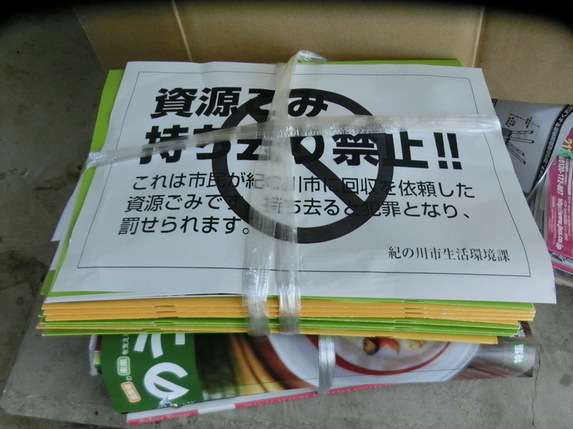 資源ごみ
持ち去り禁止!!
これは市民が紀の川市に回収を依頼した
資源ごみです。持ち去ると犯罪となり、
罰せられます。
紀の川市生活環境課